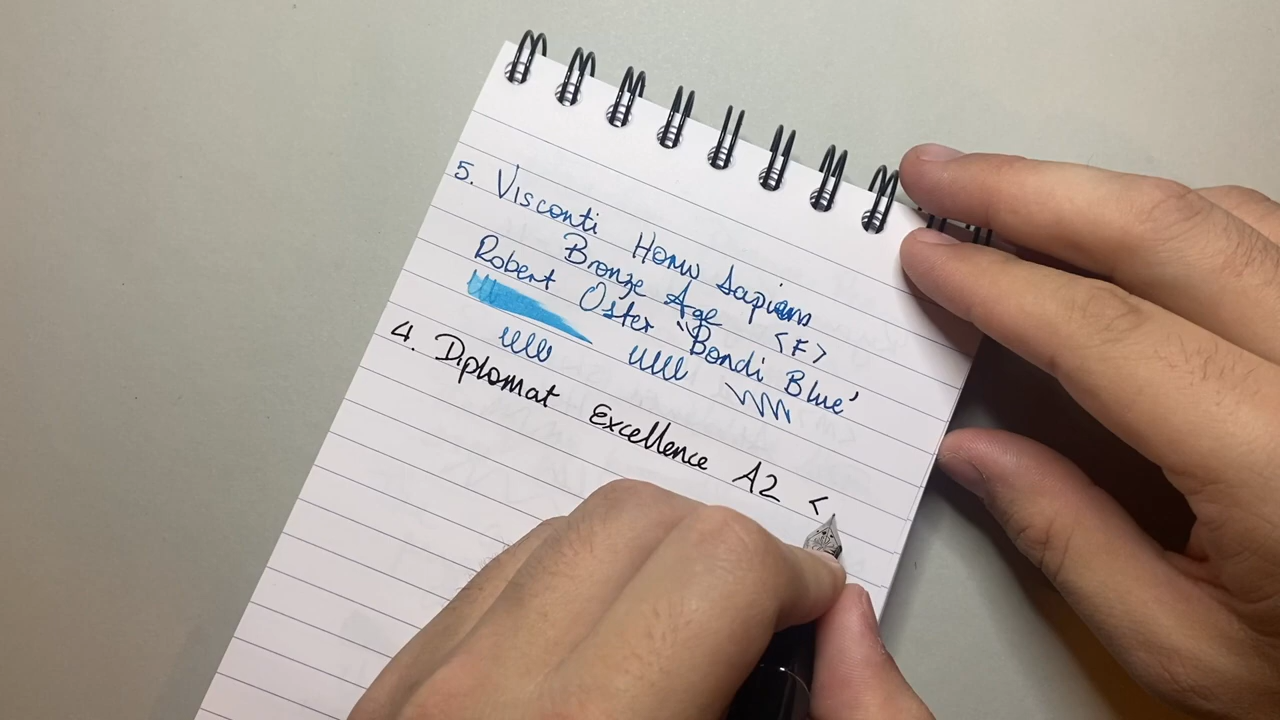 5. Visconti Homo Sapiens
Bronze Age <F>
Robert Oster "Bondi Blue'
4. Diplomat Excellence A2 <